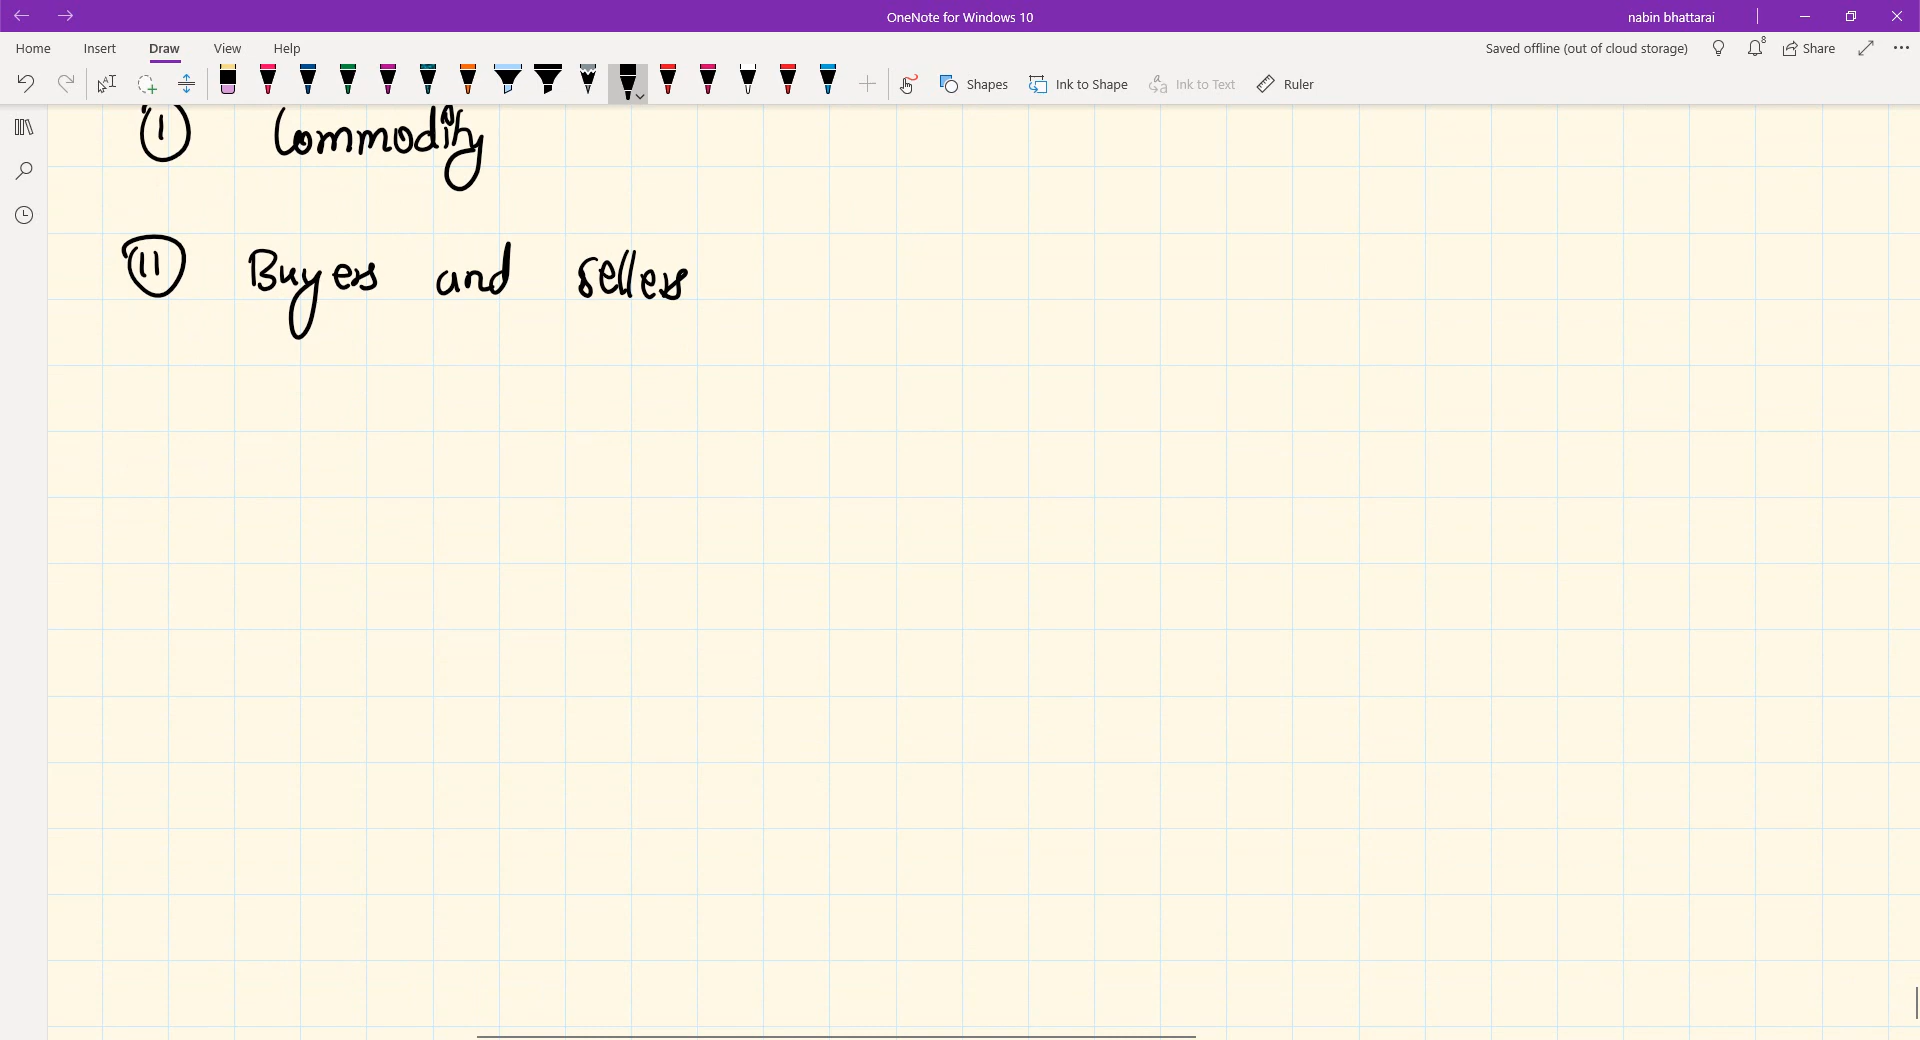 OneNote for Windows 10
nabin bhattarai
Home Insert Draw View Help
Saved offline (out of cloud storage)
8
Share
Shapes
Ink to Shape
Ink to Text
Ruler
I Commodity
II Buyers and sellers